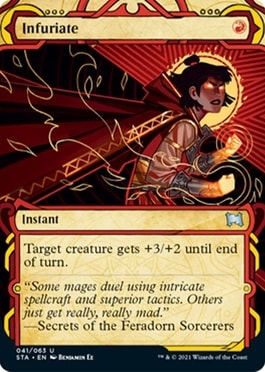 Infuriate
Instant
Target creature gets +3/+2 until end
of turn.
“Some mages duel using intricate
spellcraft and superior tactics. Others
just get really, really mad.”
—Secrets of the Feradorn Sorcerers
041/063 U
STA • EN Benjamin Ee
™ & © 2021 Wizards of the Coast